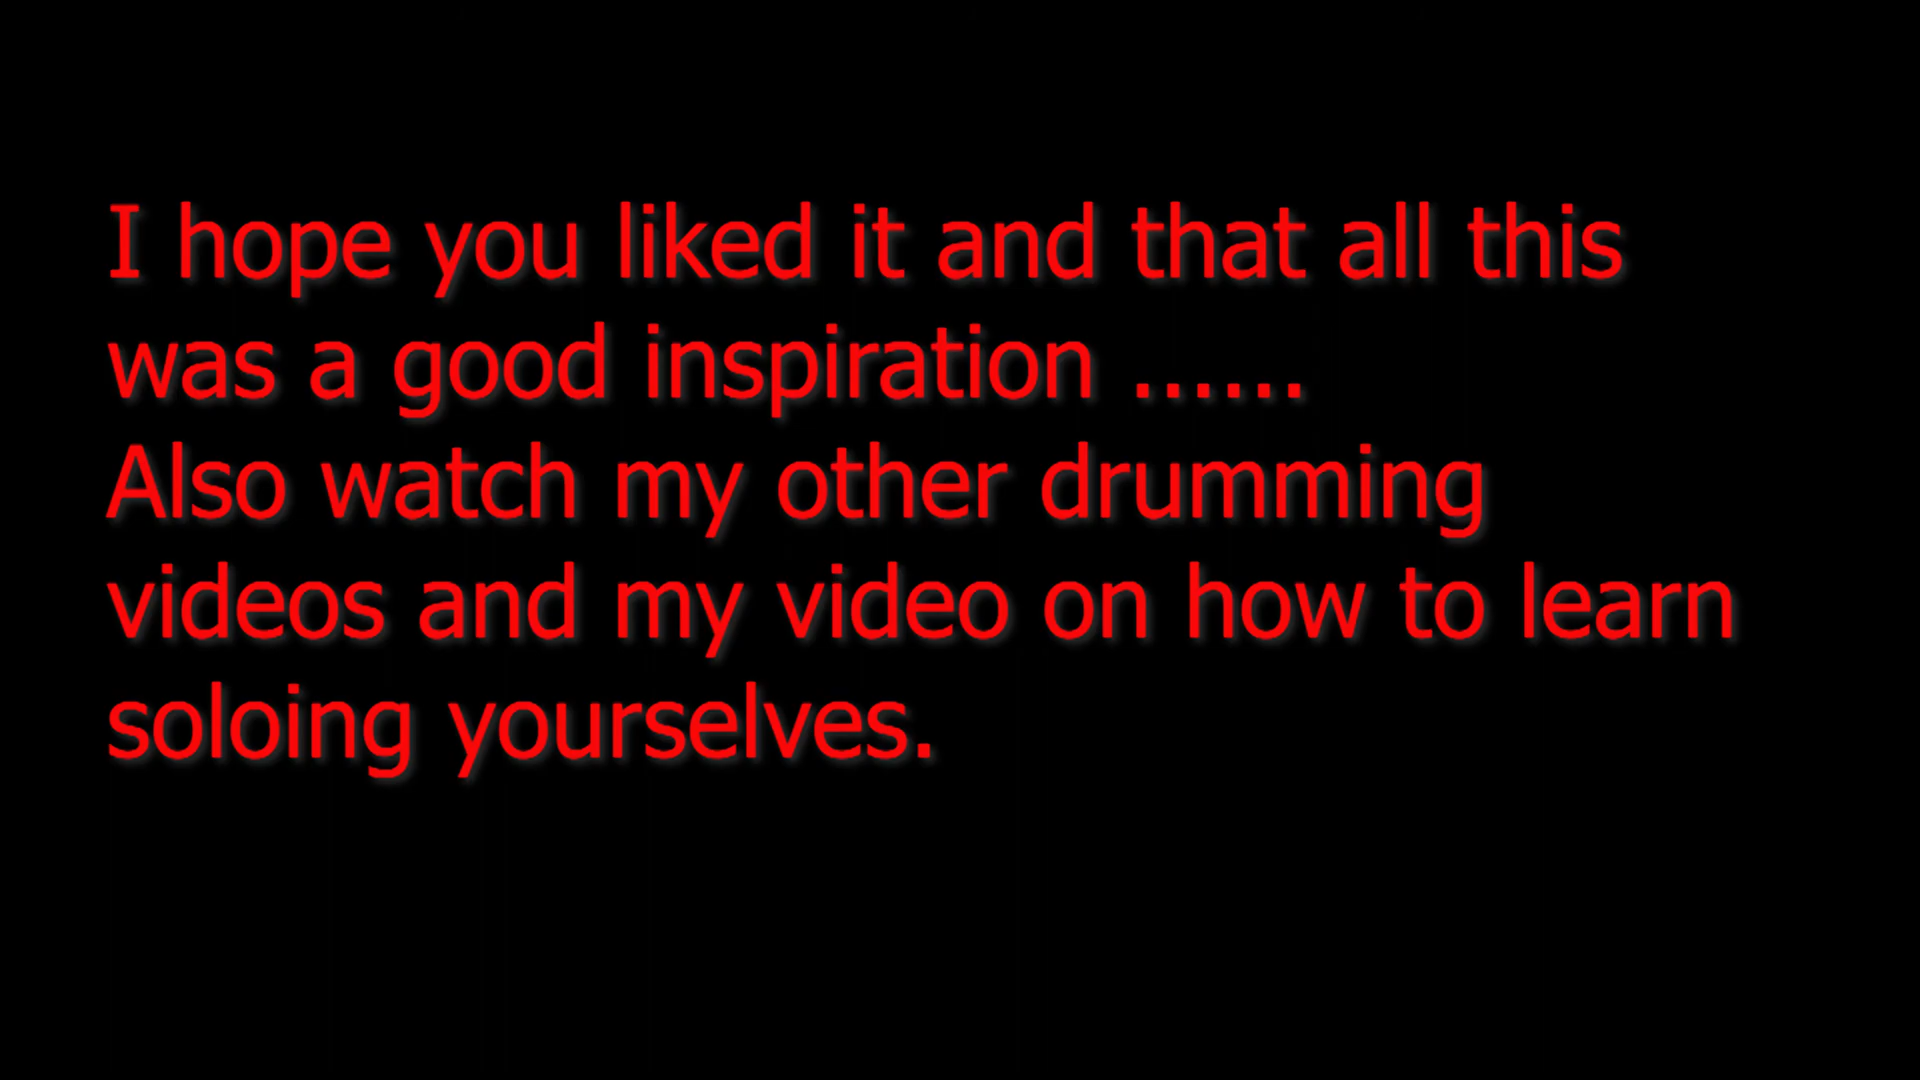 I hope you liked it and that all this
was a good inspiration ......
Also watch my other drumming
videos and my video on how to learn
soloing yourselves.